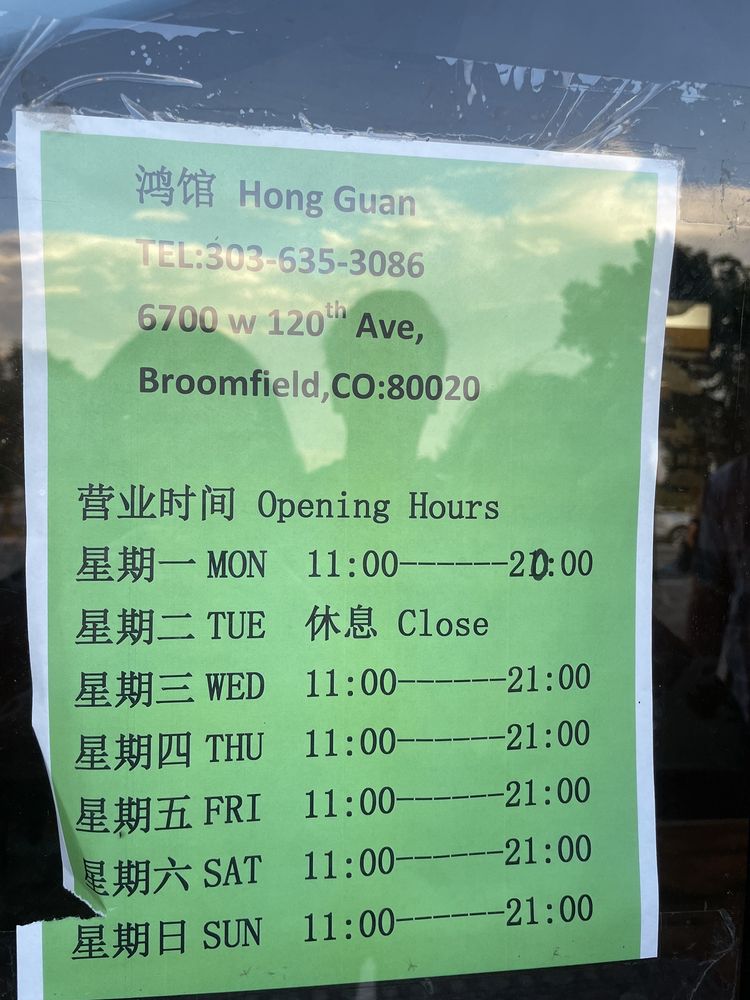 鸿馆 Hong Guan
TEL:303-635-3086
6700 w 120th Ave,
Broomfield,CO:80020
营业时间 Opening Hours
星期一 MON 11:00------20:00
星期二 TUE 休息 Close
星期三 WED 11:00------21:00
星期四 THU 11:00------21:00
星期五 FRI 11:00------21:00
星期六 SAT 11:00------21:00
星期日 SUN 11:00------21:00